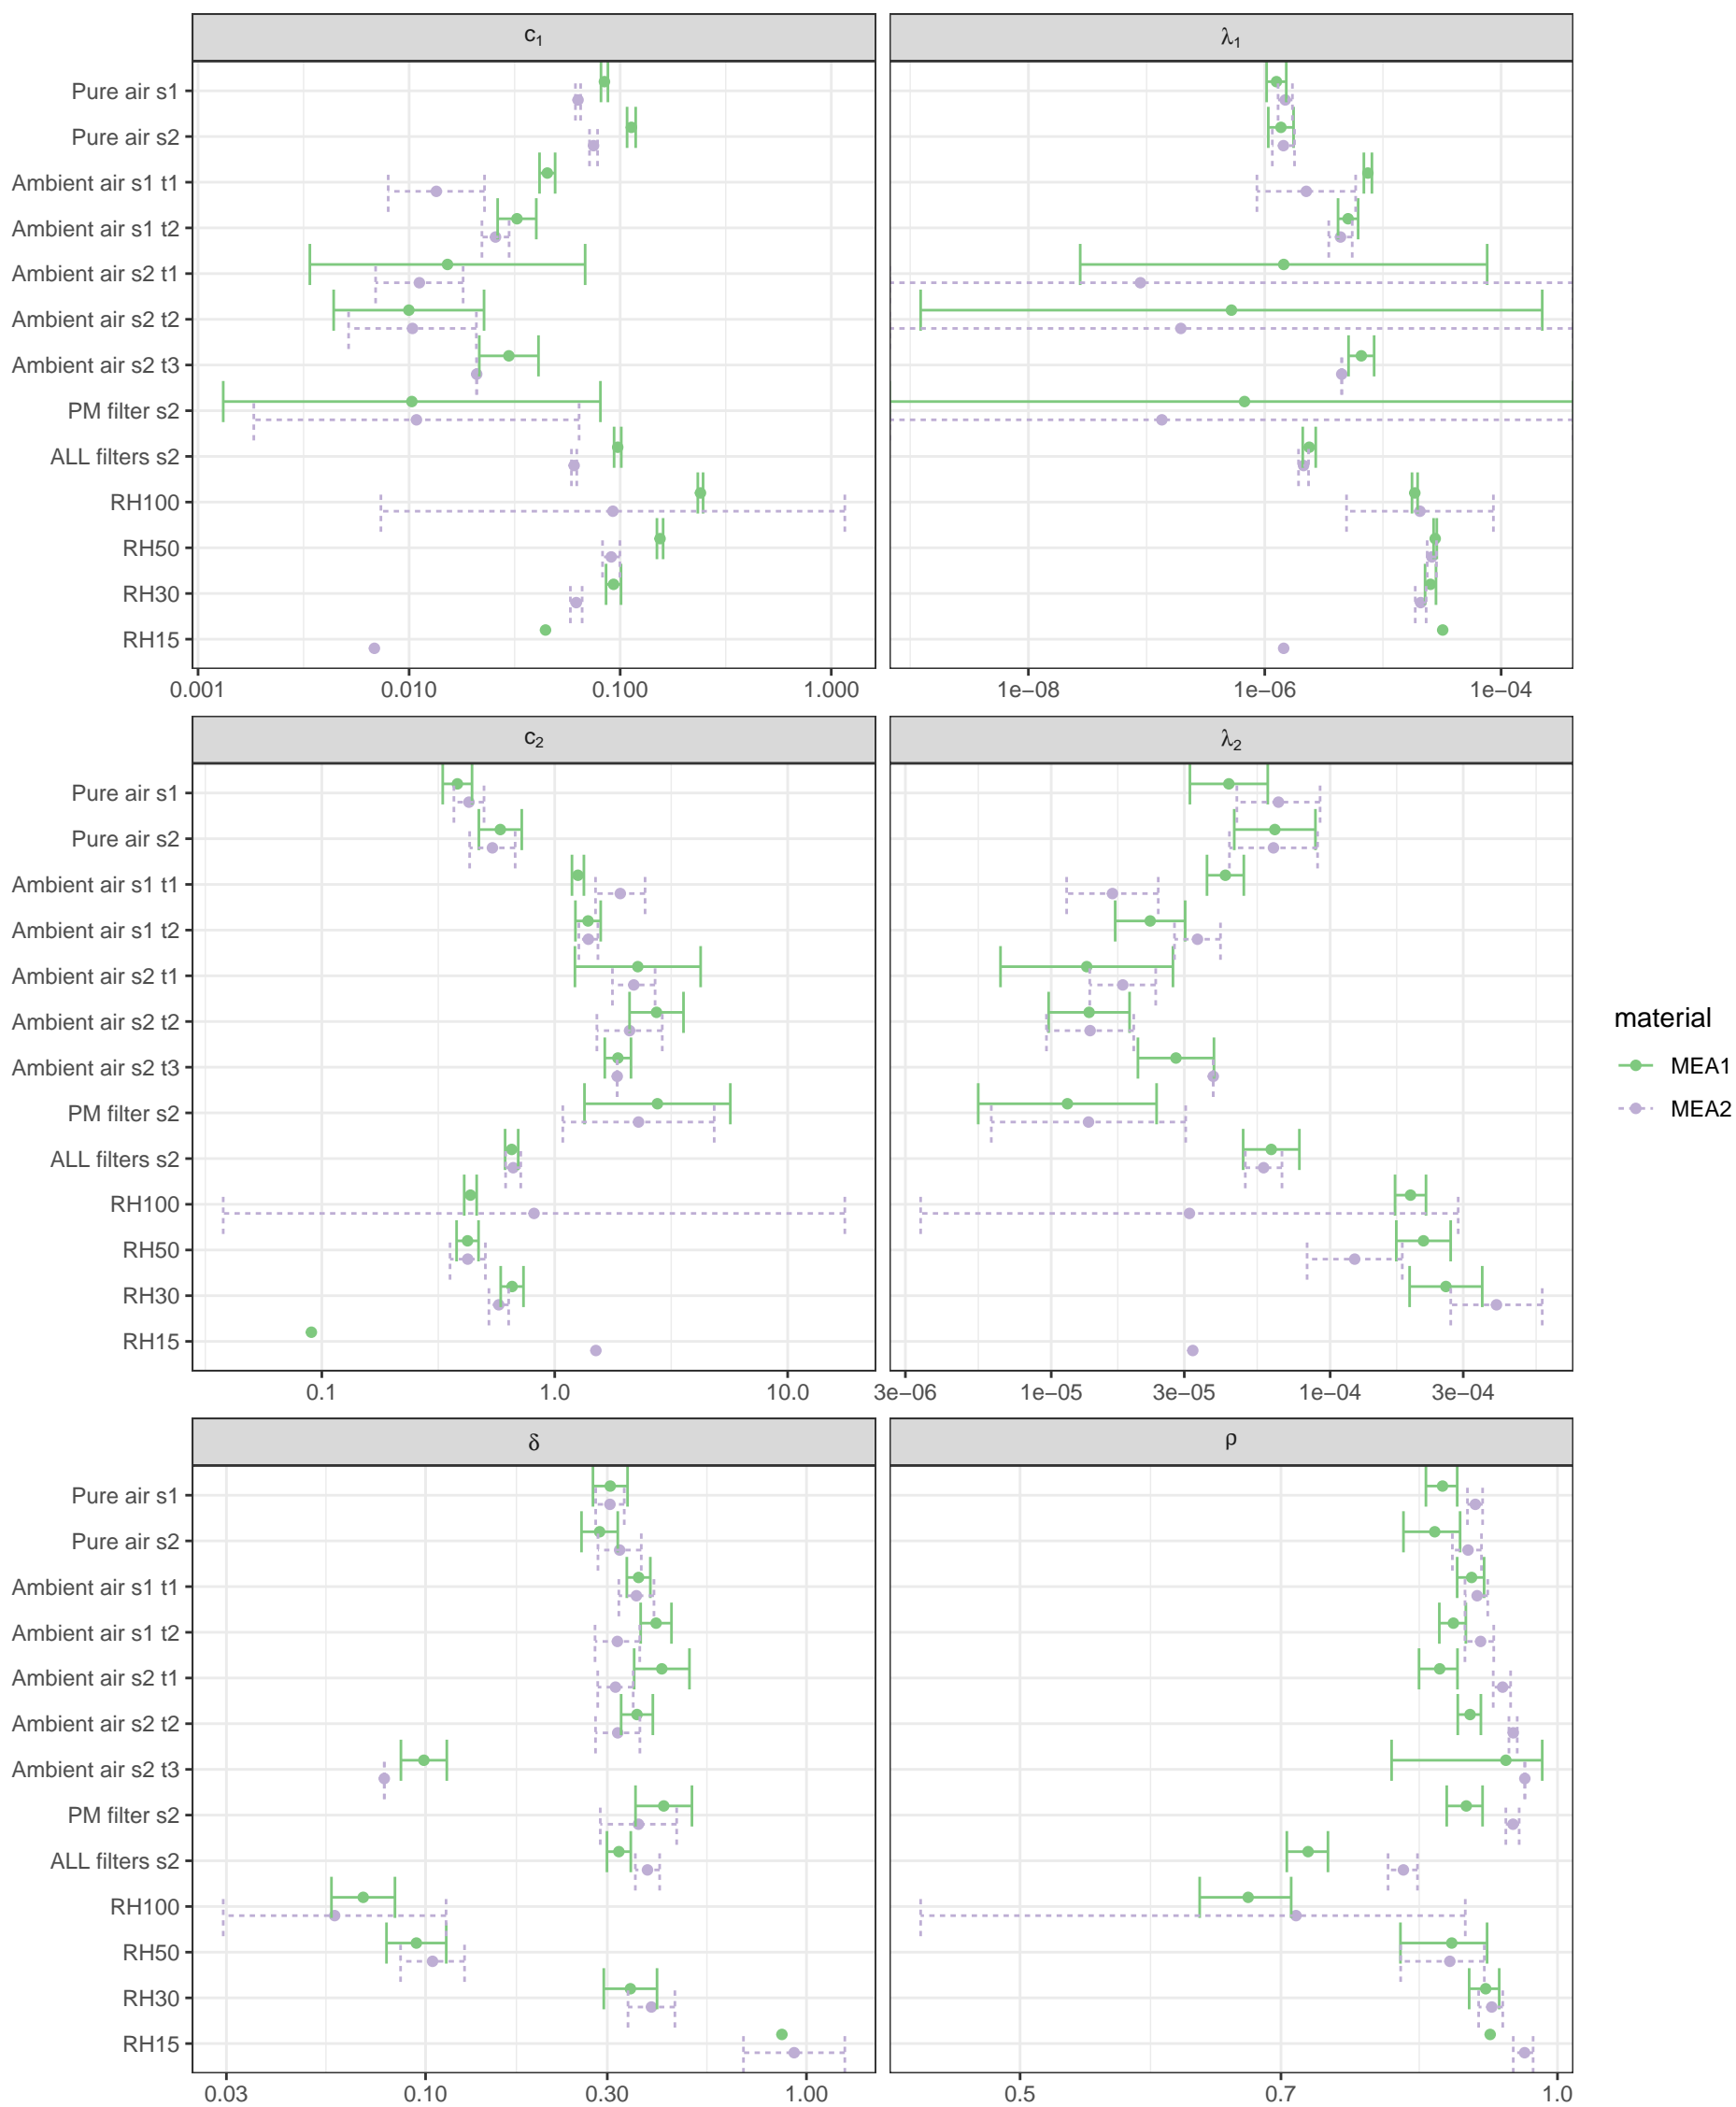 c₁
λ₁
Pure air s1
Pure air s2
Ambient air s1 t1
Ambient air s1 t2
Ambient air s2 t1
Ambient air s2 t2
Ambient air s2 t3
PM filter s2
ALL filters s2
RH100
RH50
RH30
RH15
0.001 0.010 0.100 1.000
1e−08 1e−06 1e−04
c₂
λ₂
Pure air s1
Pure air s2
Ambient air s1 t1
Ambient air s1 t2
Ambient air s2 t1
Ambient air s2 t2
Ambient air s2 t3
PM filter s2
ALL filters s2
RH100
RH50
RH30
RH15
0.1 1.0 10.0
3e−06 1e−05 3e−05 1e−04 3e−04
δ
ρ
Pure air s1
Pure air s2
Ambient air s1 t1
Ambient air s1 t2
Ambient air s2 t1
Ambient air s2 t2
Ambient air s2 t3
PM filter s2
ALL filters s2
RH100
RH50
RH30
RH15
0.03 0.10 0.30 1.00
0.5 0.7 1.0
material
MEA1
MEA2